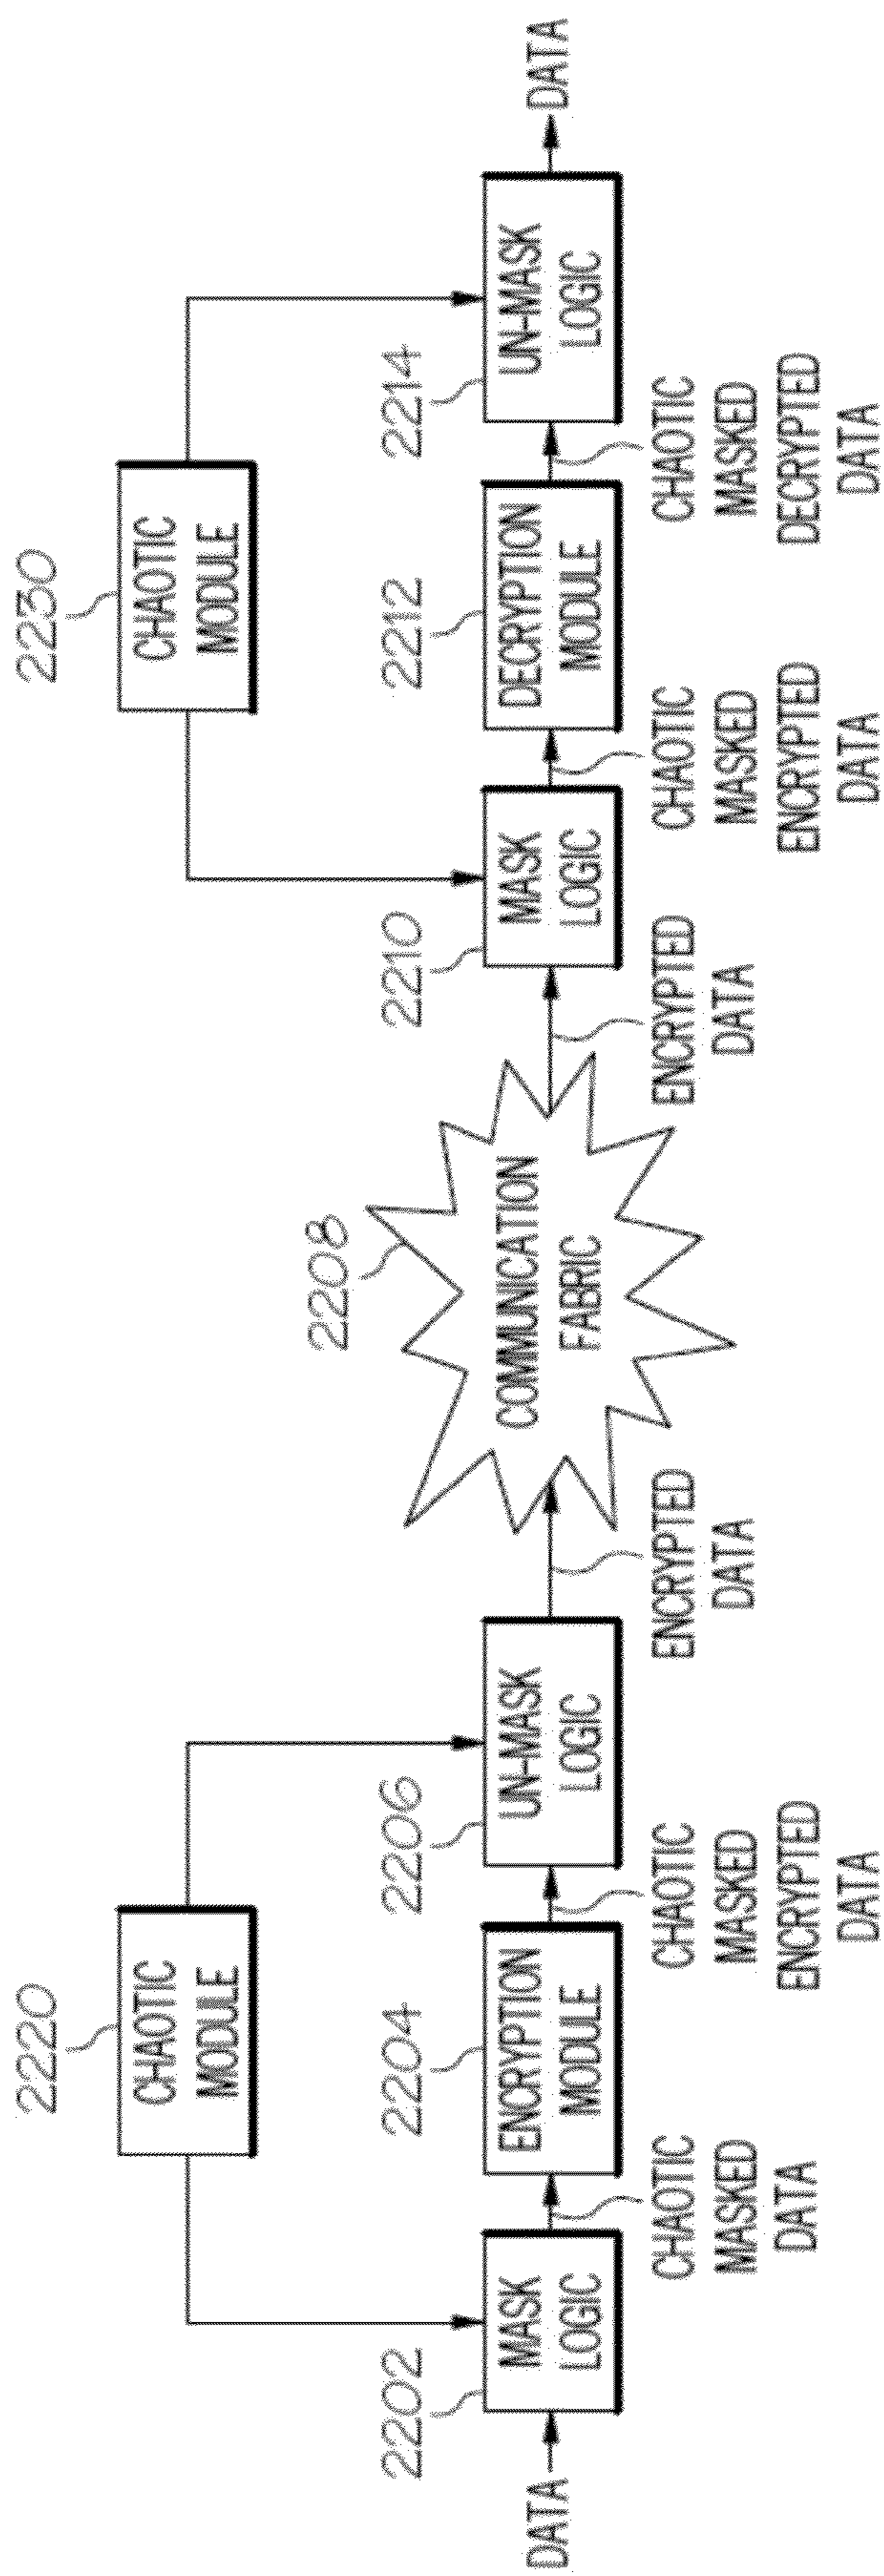 2220
CHAOTIC
MODULE
2230
CHAOTIC
MODULE
DATA
2202
MASK
LOGIC
CHAOTIC
MASKED
DATA
2204
ENCRYPTION
MODULE
CHAOTIC
MASKED
ENCRYPTED
DATA
2206
UN-MASK
LOGIC
ENCRYPTED
DATA
2208
COMMUNICATION
FABRIC
ENCRYPTED
DATA
2210
MASK
LOGIC
CHAOTIC
MASKED
ENCRYPTED
DATA
2212
DECRYPTION
MODULE
CHAOTIC
MASKED
DECRYPTED
DATA
2214
UN-MASK
LOGIC
DATA